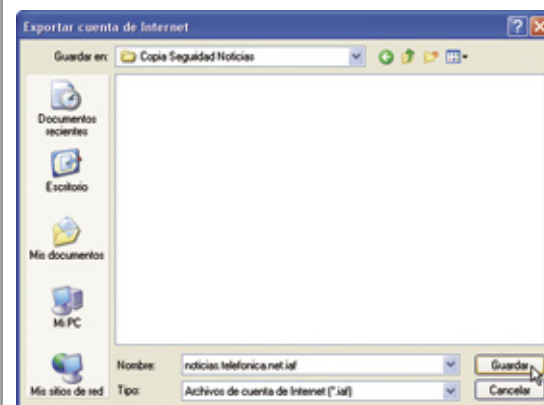 Exportar cuenta de Internet
Guardar en: Copia Seguidad Noticias
Documentos
recientes
Escritorio
Mis documentos
Mi PC
Mis sitios de red
Nombre: noticias.telefonica.net.iaf Guardar
Tipo: Archivos de cuenta de Internet (*.iaf) Cancelar